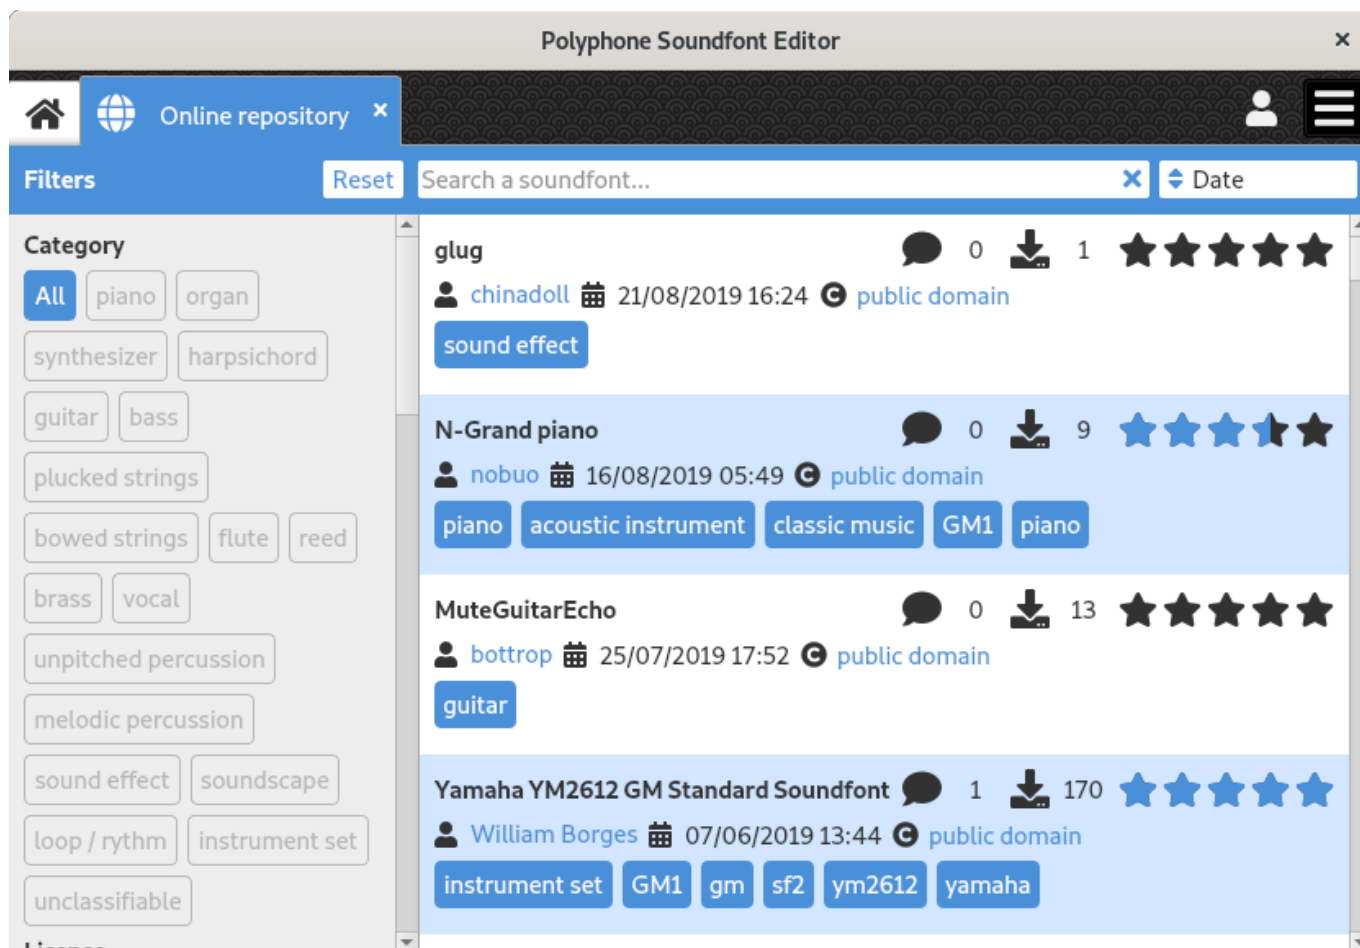 Polyphone Soundfont Editor
Online repository
Filters
Reset
Search a soundfont...
Date
Category
All piano organ
synthesizer harpsichord
guitar bass
plucked strings
bowed strings flute reed
brass vocal
unpitched percussion
melodic percussion
sound effect soundscape
loop / rythm instrument set
unclassifiable
glug 0 1
chinadoll 21/08/2019 16:24 public domain
sound effect
N-Grand piano 0 9
nobuo 16/08/2019 05:49 public domain
piano acoustic instrument classic music GM1 piano
MuteGuitarEcho 0 13
bottrop 25/07/2019 17:52 public domain
guitar
Yamaha YM2612 GM Standard Soundfont 1 170
William Borges 07/06/2019 13:44 public domain
instrument set GM1 gm sf2 ym2612 yamaha